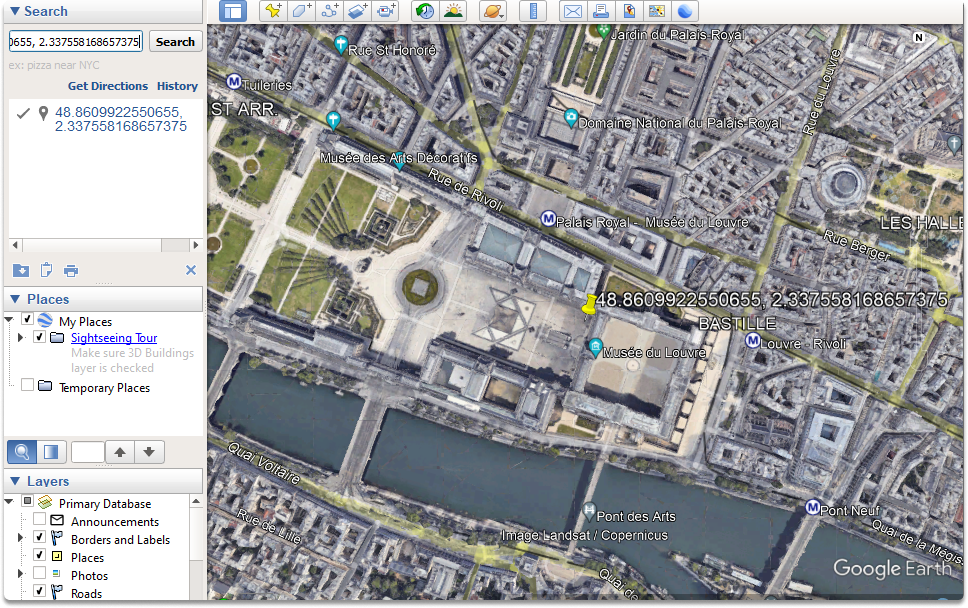 Search
0655, 2.337558168657375
Search
ex: pizza near NYC
Get Directions
History
48.8609922550655,
2.337558168657375
Places
My Places
Sightseeing Tour
Make sure 3D Buildings
layer is checked
Temporary Places
Layers
Primary Database
Announcements
Borders and Labels
Places
Photos
Roads
N
Jardin du Palais Royal
Rue St Honoré
M Tuileries
ST ARR.
Domaine National du Palais-Royal
Rue du Louvre
Musée des Arts Décoratifs
Rue de Rivoli
M Palais Royal - Musée du Louvre
LES HALLE
Rue Berger
48.8609922550655, 2.337558168657375
BASTILLE
M Louvre - Rivoli
Musée du Louvre
Quai Voltaire
Rue de Lille
Pont des Arts
M Pont Neuf
Image Landsat / Copernicus
Quai de la Mégis
Quai de
Google Earth